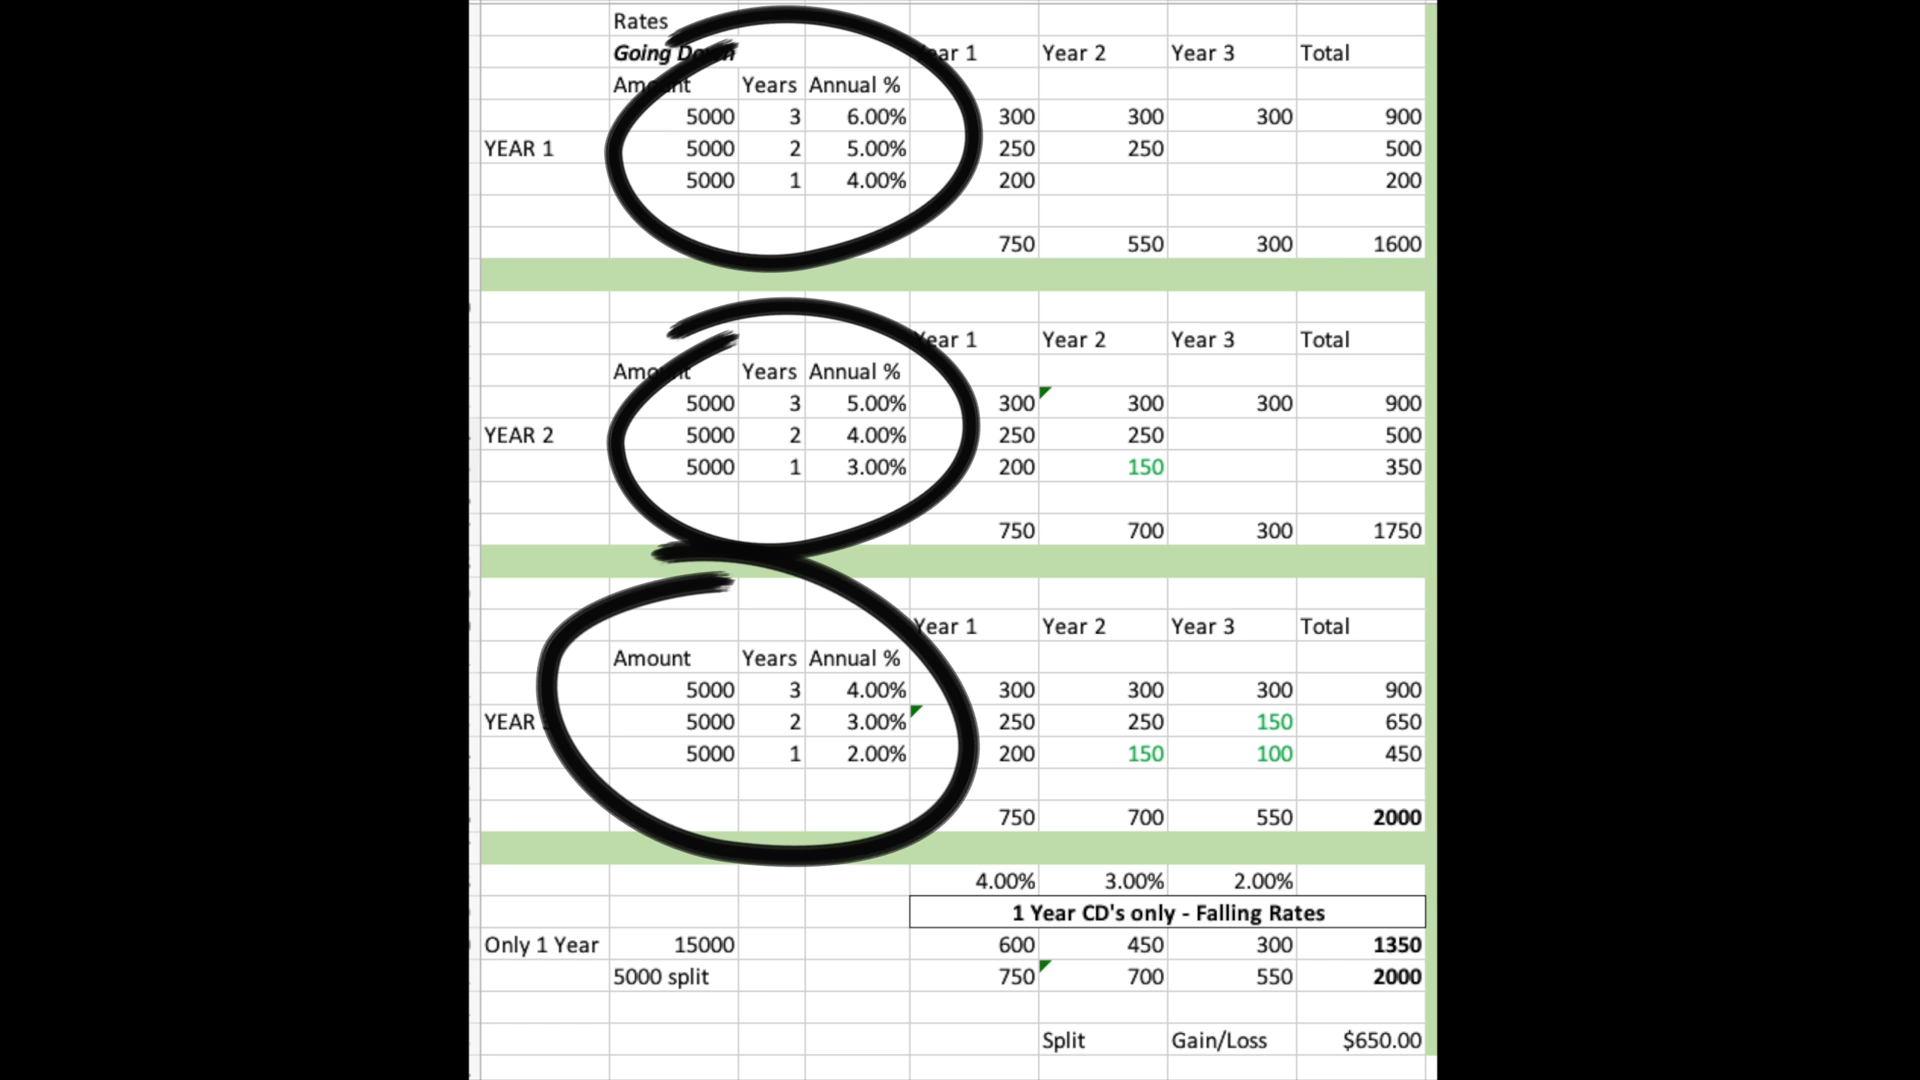 Rates
Going Down Year 1 Year 2 Year 3 Total
Amount Years Annual %
5000 3 6.00% 300 300 300 900
YEAR 1 5000 2 5.00% 250 250 500
5000 1 4.00% 200 200
750 550 300 1600
Year 1 Year 2 Year 3 Total
Amount Years Annual %
5000 3 5.00% 300 300 300 900
YEAR 2 5000 2 4.00% 250 250 500
5000 1 3.00% 200 150 350
750 700 300 1750
Year 1 Year 2 Year 3 Total
Amount Years Annual %
5000 3 4.00% 300 300 300 900
YEAR 5000 2 3.00% 250 250 150 650
5000 1 2.00% 200 150 100 450
750 700 550 2000
4.00% 3.00% 2.00%
1 Year CD's only - Falling Rates
Only 1 Year 15000 600 450 300 1350
5000 split 750 700 550 2000
Split Gain/Loss $650.00